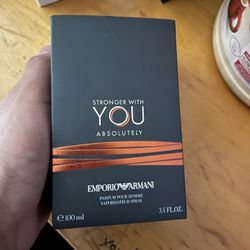 STRONGER WITH
YOU
ABSOLUTELY
EMPORIO ARMANI
PARFUM POUR HOMME
VAPORISATEUR SPRAY
℮ 100 ml 3.4 FL.OZ.